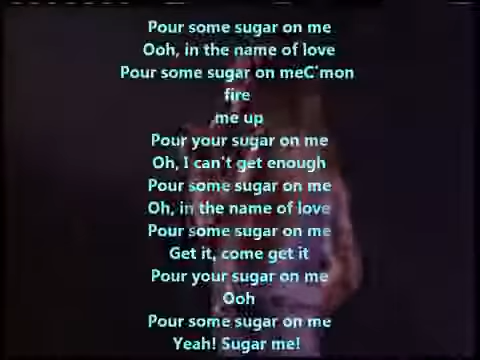 Pour some sugar on me
Ooh, in the name of love
Pour some sugar on meC'mon
fire
me up
Pour your sugar on me
Oh, I can't get enough
Pour some sugar on me
Oh, in the name of love
Pour some sugar on me
Get it, come get it
Pour your sugar on me
Ooh
Pour some sugar on me
Yeah! Sugar me!